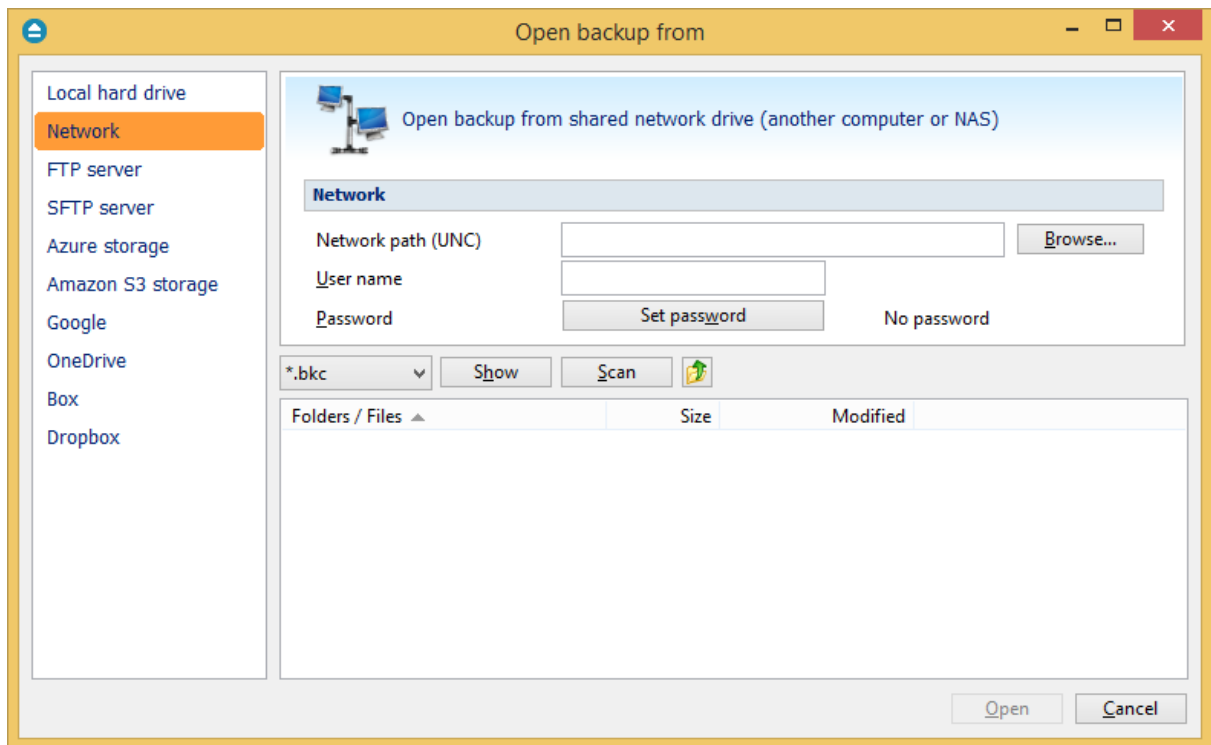 Open backup from
Local hard drive
Network
FTP server
SFTP server
Azure storage
Amazon S3 storage
Google
OneDrive
Box
Dropbox
Open backup from shared network drive (another computer or NAS)
Network
Network path (UNC) Browse...
User name
Password Set password No password
*.bkc Show Scan
Folders / Files Size Modified
Open Cancel